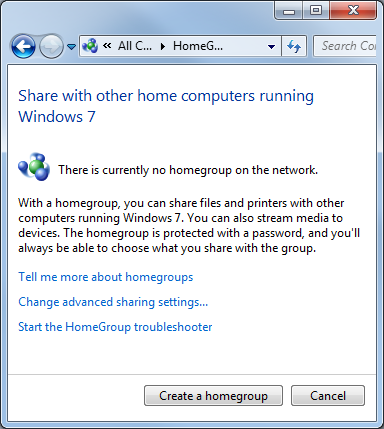 « All C... HomeG... Search Co
Share with other home computers running
Windows 7
There is currently no homegroup on the network.
With a homegroup, you can share files and printers with other
computers running Windows 7. You can also stream media to
devices. The homegroup is protected with a password, and you'll
always be able to choose what you share with the group.
Tell me more about homegroups
Change advanced sharing settings...
Start the HomeGroup troubleshooter
Create a homegroup Cancel